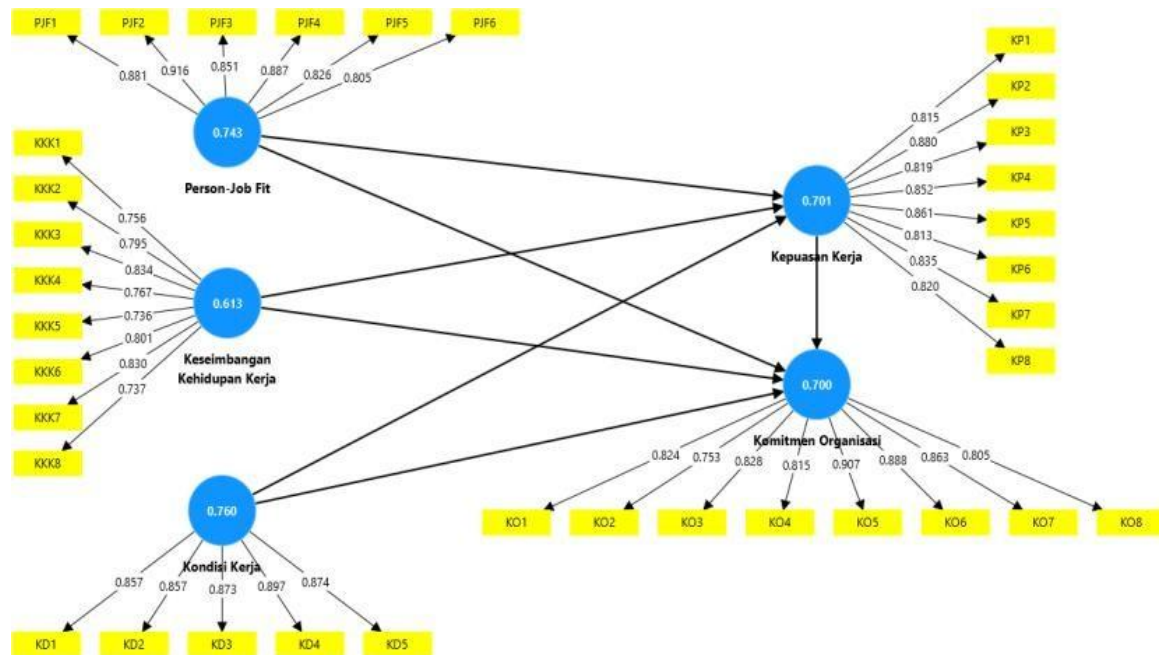 PJF1 PJF2 PJF3 PJF4 PJF5 PJF6
0.881 0.916 0.851 0.887 0.826 0.805
0.743
Person-Job Fit
KKK1
KKK2
KKK3
KKK4
KKK5
KKK6
KKK7
KKK8
0.756
0.795
0.834
0.767
0.736
0.801
0.830
0.737
0.613
Keseimbangan
Kehidupan Kerja
0.760
Kondisi Kerja
0.857 0.857 0.873 0.897 0.874
KD1 KD2 KD3 KD4 KD5
0.701
Kepuasan Kerja
0.815
0.880
0.819
0.852
0.861
0.813
0.835
0.820
KP1
KP2
KP3
KP4
KP5
KP6
KP7
KP8
0.700
Komitmen Organisasi
0.824 0.753 0.828 0.815 0.907 0.888 0.863 0.805
KO1 KO2 KO3 KO4 KO5 KO6 KO7 KO8